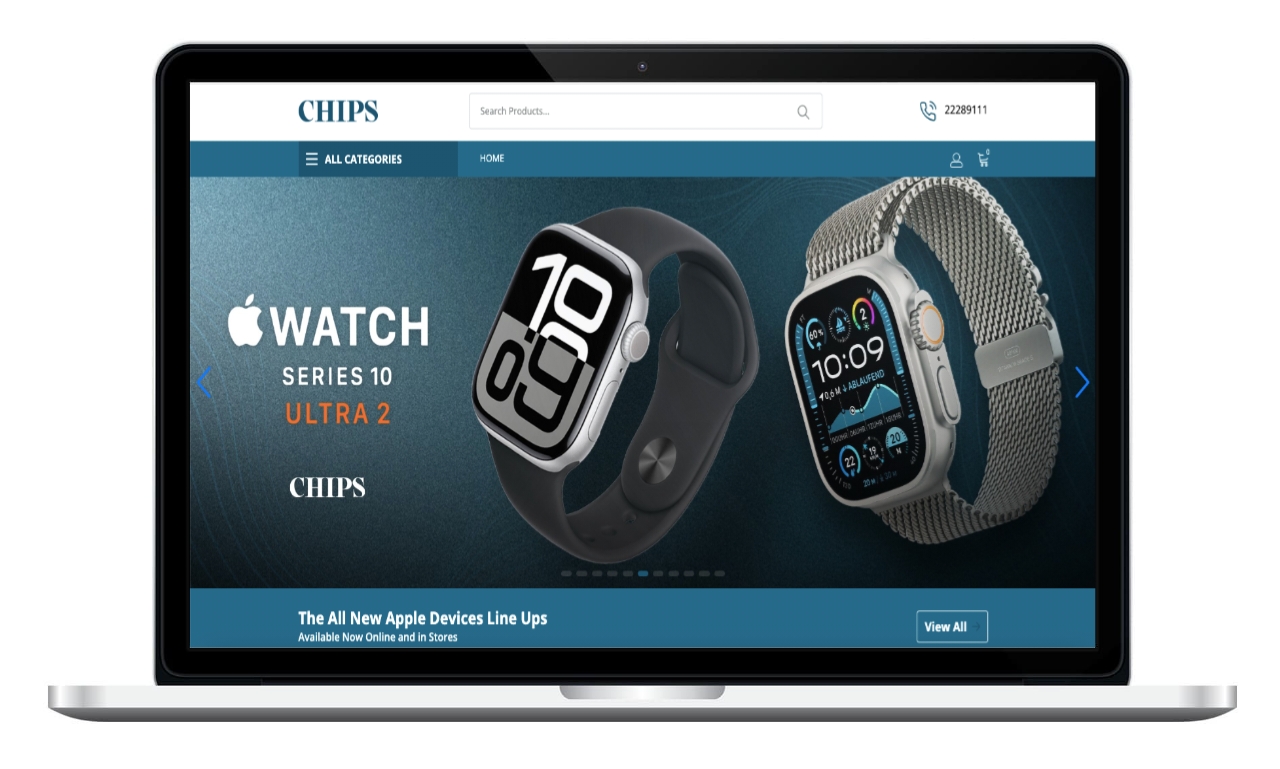 CHIPS
Search Products...
22289111
ALL CATEGORIES
HOME
0
WATCH
SERIES 10
ULTRA 2
CHIPS
10
09
60%
2
10:09
0,6 M ↓ ABLAUFEND
22
19
20
N
20 M
The All New Apple Devices Line Ups
Available Now Online and in Stores
View All